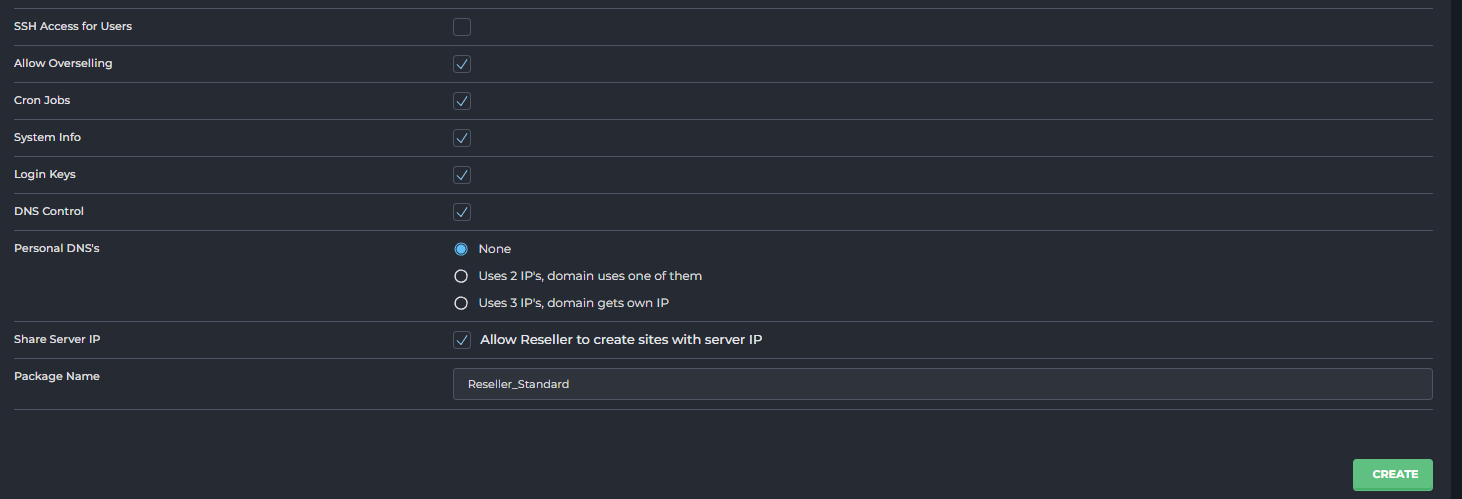 SSH Access for Users
Allow Overselling
Cron Jobs
System Info
Login Keys
DNS Control
Personal DNS's
None
Uses 2 IP's, domain uses one of them
Uses 3 IP's, domain gets own IP
Share Server IP
Allow Reseller to create sites with server IP
Package Name
Reseller_Standard
CREATE